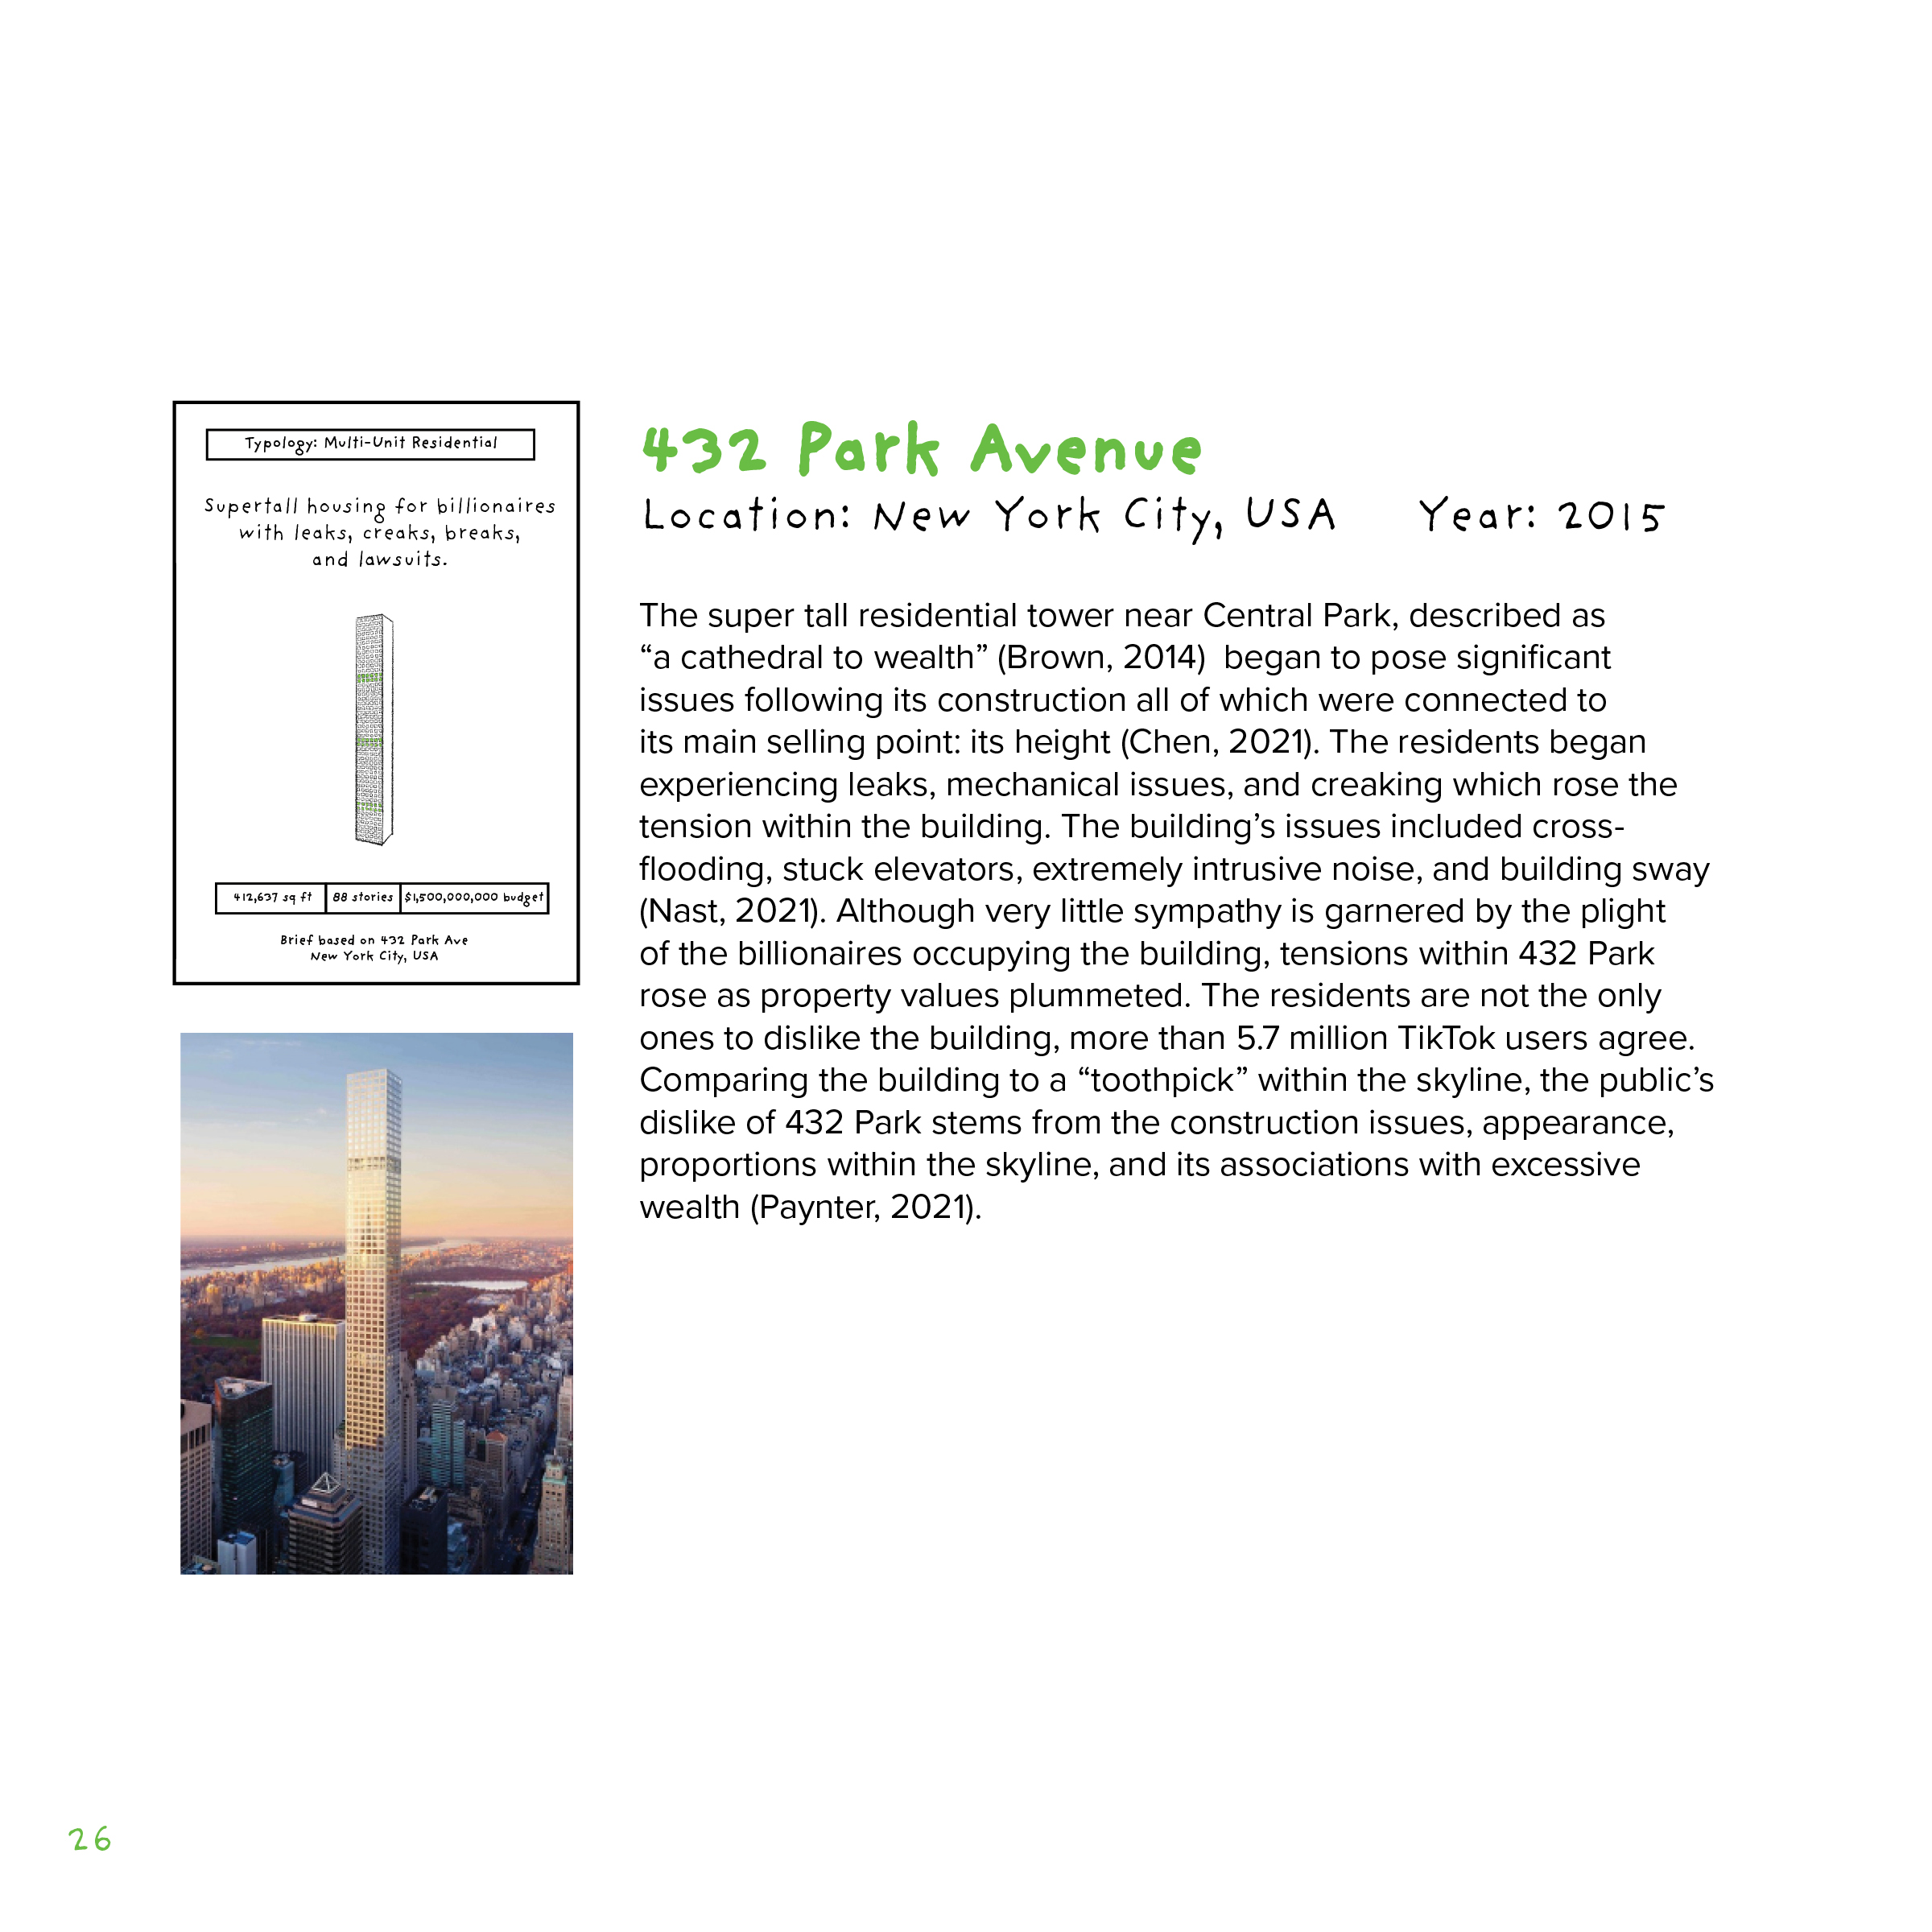 Typology: Multi-Unit Residential
Supertall housing for billionaires
with leaks, creaks, breaks,
and lawsuits.
412,637 sq ft 88 stories $1,500,000,000 budget
Brief based on 432 Park Ave
New York City, USA
432 Park Avenue
Location: New York City, USA Year: 2015
The super tall residential tower near Central Park, described as
“a cathedral to wealth” (Brown, 2014)  began to pose significant
issues following its construction all of which were connected to
its main selling point: its height (Chen, 2021). The residents began
experiencing leaks, mechanical issues, and creaking which rose the
tension within the building. The building’s issues included cross-
flooding, stuck elevators, extremely intrusive noise, and building sway
(Nast, 2021). Although very little sympathy is garnered by the plight
of the billionaires occupying the building, tensions within 432 Park
rose as property values plummeted. The residents are not the only
ones to dislike the building, more than 5.7 million TikTok users agree.
Comparing the building to a “toothpick” within the skyline, the public’s
dislike of 432 Park stems from the construction issues, appearance,
proportions within the skyline, and its associations with excessive
wealth (Paynter, 2021).
26